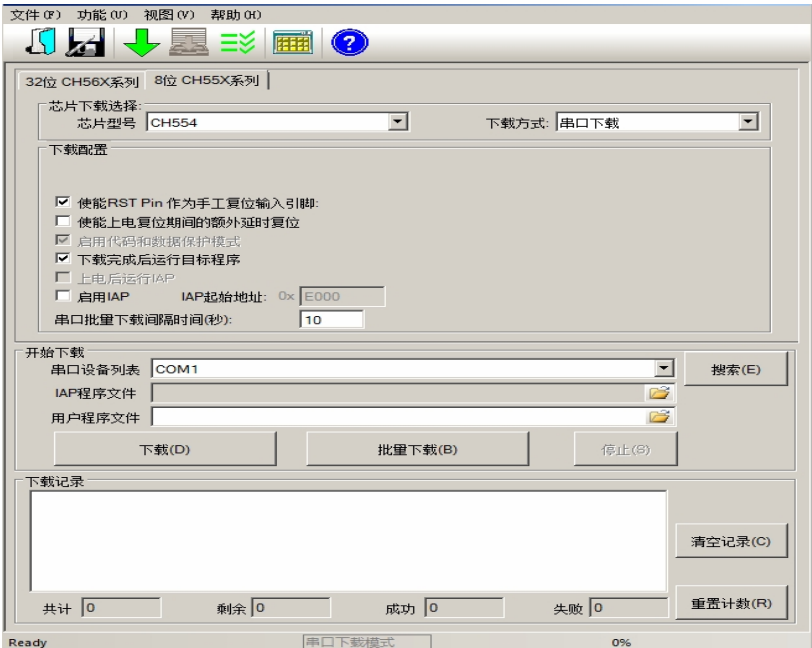 文件(F) 功能(U) 视图(V) 帮助(H)
32位 CH56X系列 8位 CH55X系列
芯片下载选择:
芯片型号 CH554 下载方式: 串口下载
下载配置
使能RST Pin 作为手工复位输入引脚:
使能上电复位期间的额外延时复位
启用代码和数据保护模式
下载完成后运行目标程序
上电后运行IAP
启用IAP IAP起始地址: 0x E000
串口批量下载间隔时间(秒): 10
开始下载
串口设备列表 COM1 搜索(E)
IAP程序文件
用户程序文件
下载(D) 批量下载(B) 停止(S)
下载记录
清空记录(C)
共计 0 剩余 0 成功 0 失败 0 重置计数(R)
Ready 串口下载模式 0%